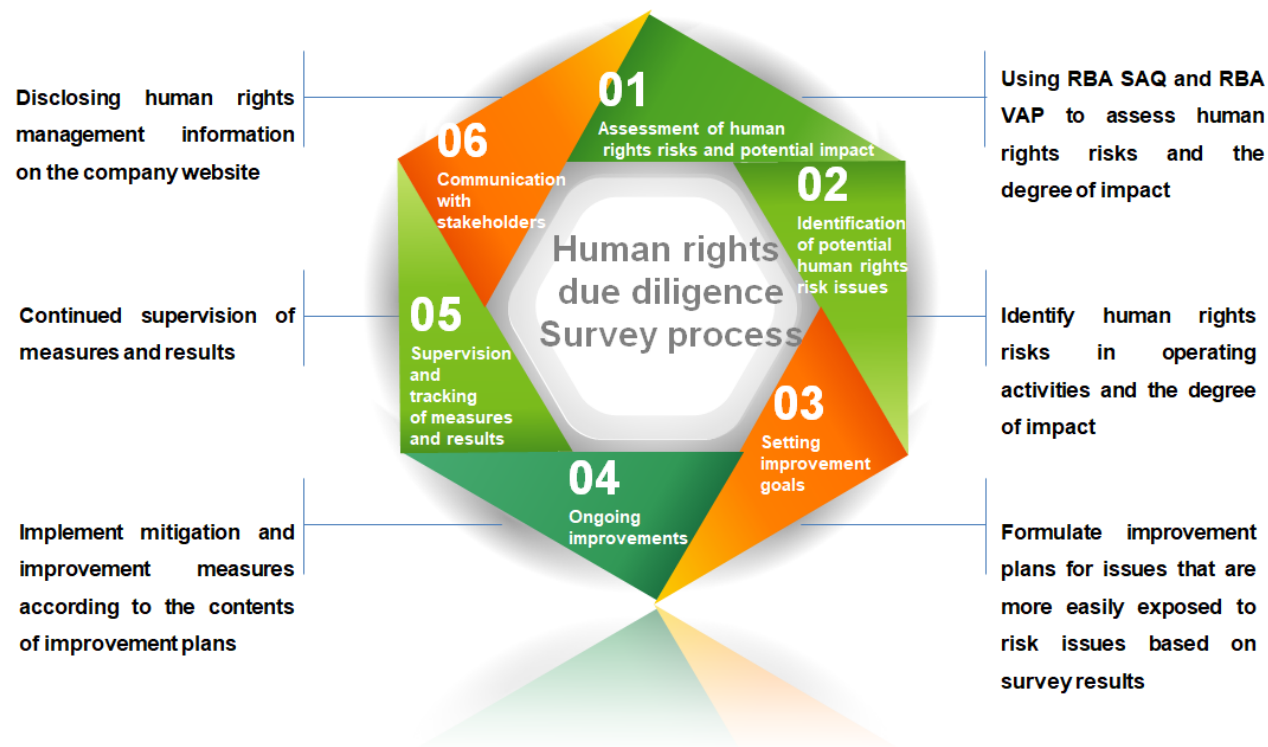 Human rights
due diligence
Survey process
01
Assessment of human
rights risks and potential impact
Using RBA SAQ and RBA
VAP to assess human
rights risks and the
degree of impact
02
Identification
of potential
human rights
risk issues
Identify human rights
risks in operating
activities and the degree
of impact
03
Setting
improvement
goals
Formulate improvement
plans for issues that are
more easily exposed to
risk issues based on
survey results
04
Ongoing
improvements
Implement mitigation and
improvement measures
according to the contents
of improvement plans
05
Supervision
and
tracking
of measures
and results
Continued supervision of
measures and results
06
Communication
with
stakeholders
Disclosing human rights
management information
on the company website